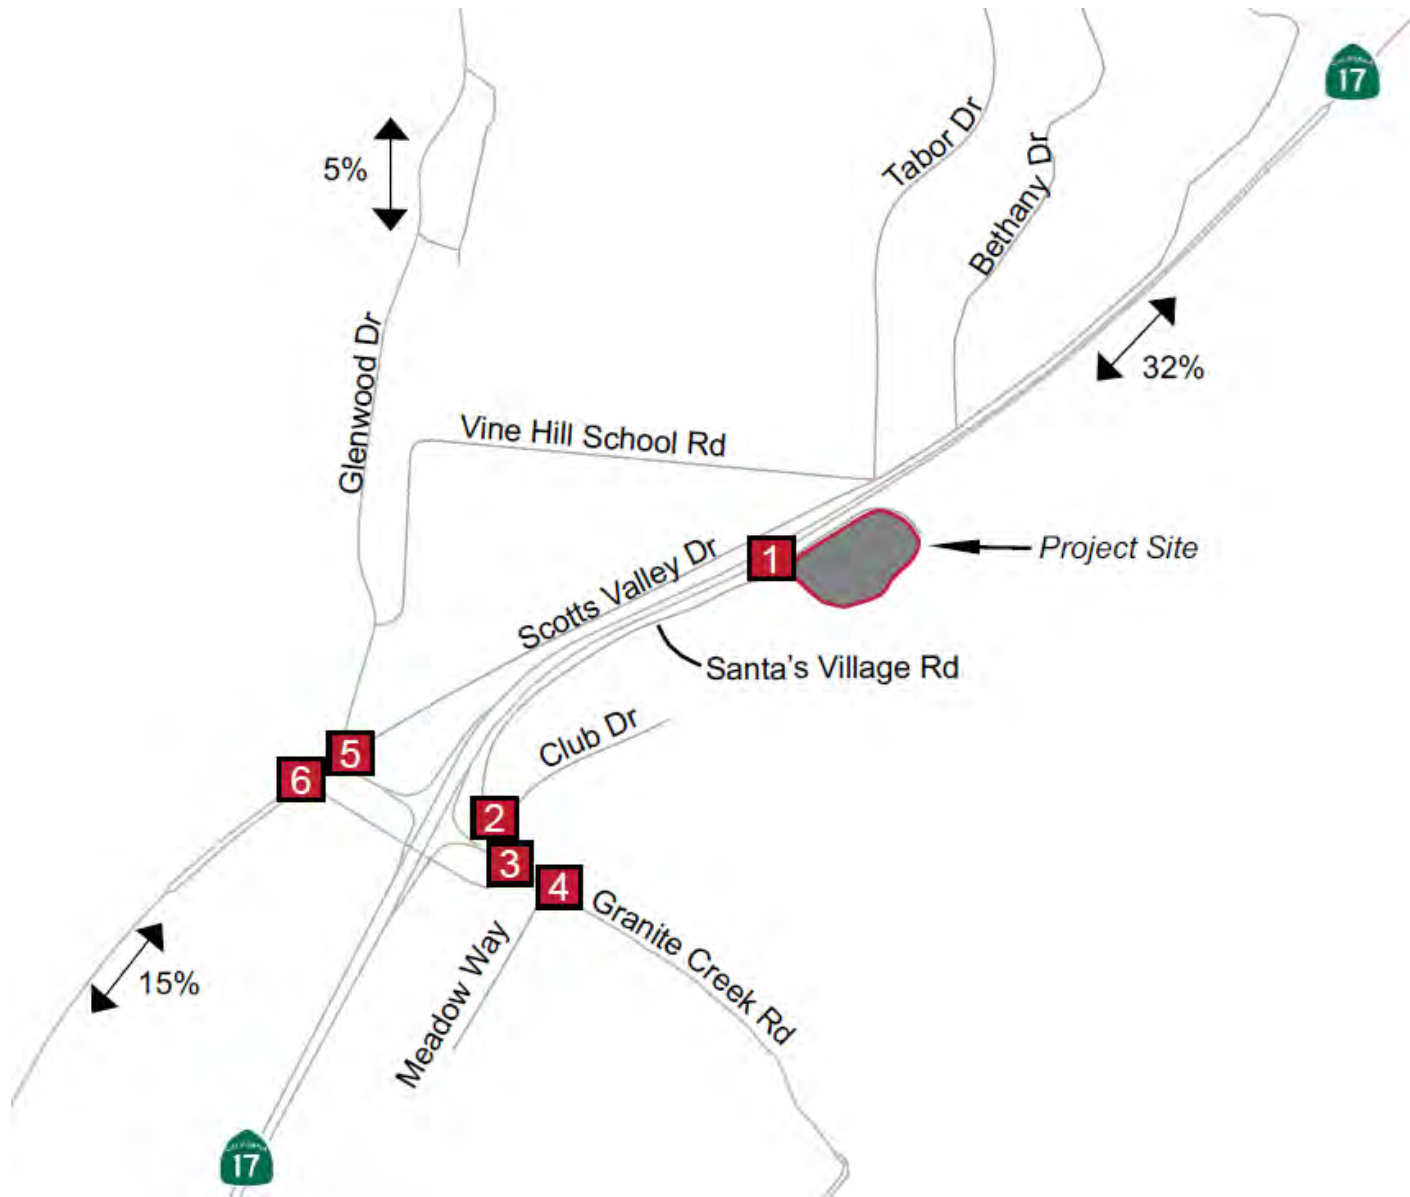 17
Tabor Dr
Bethany Dr
5%
Glenwood Dr
32%
Vine Hill School Rd
Scotts Valley Dr
1
Project Site
Santa's Village Rd
Club Dr
5
6
2
3
4
Granite Creek Rd
Meadow Way
15%
17